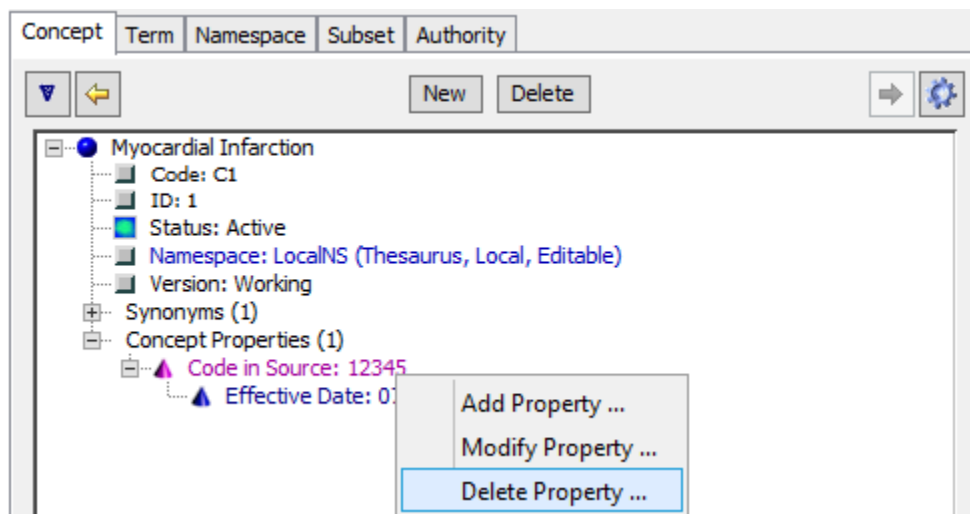 Concept Term Namespace Subset Authority
New Delete
Myocardial Infarction
Code: C1
ID: 1
Status: Active
Namespace: LocalNS (Thesaurus, Local, Editable)
Version: Working
Synonyms (1)
Concept Properties (1)
Code in Source: 12345
Effective Date:
Add Property ...
Modify Property ...
Delete Property ...